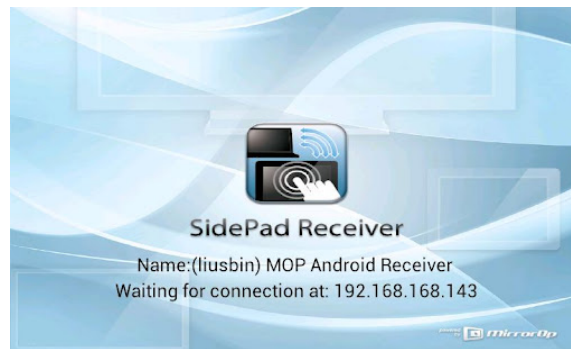 SidePad Receiver
Name:(liusbin) MOP Android Receiver
Waiting for connection at: 192.168.168.143
MirrorOp